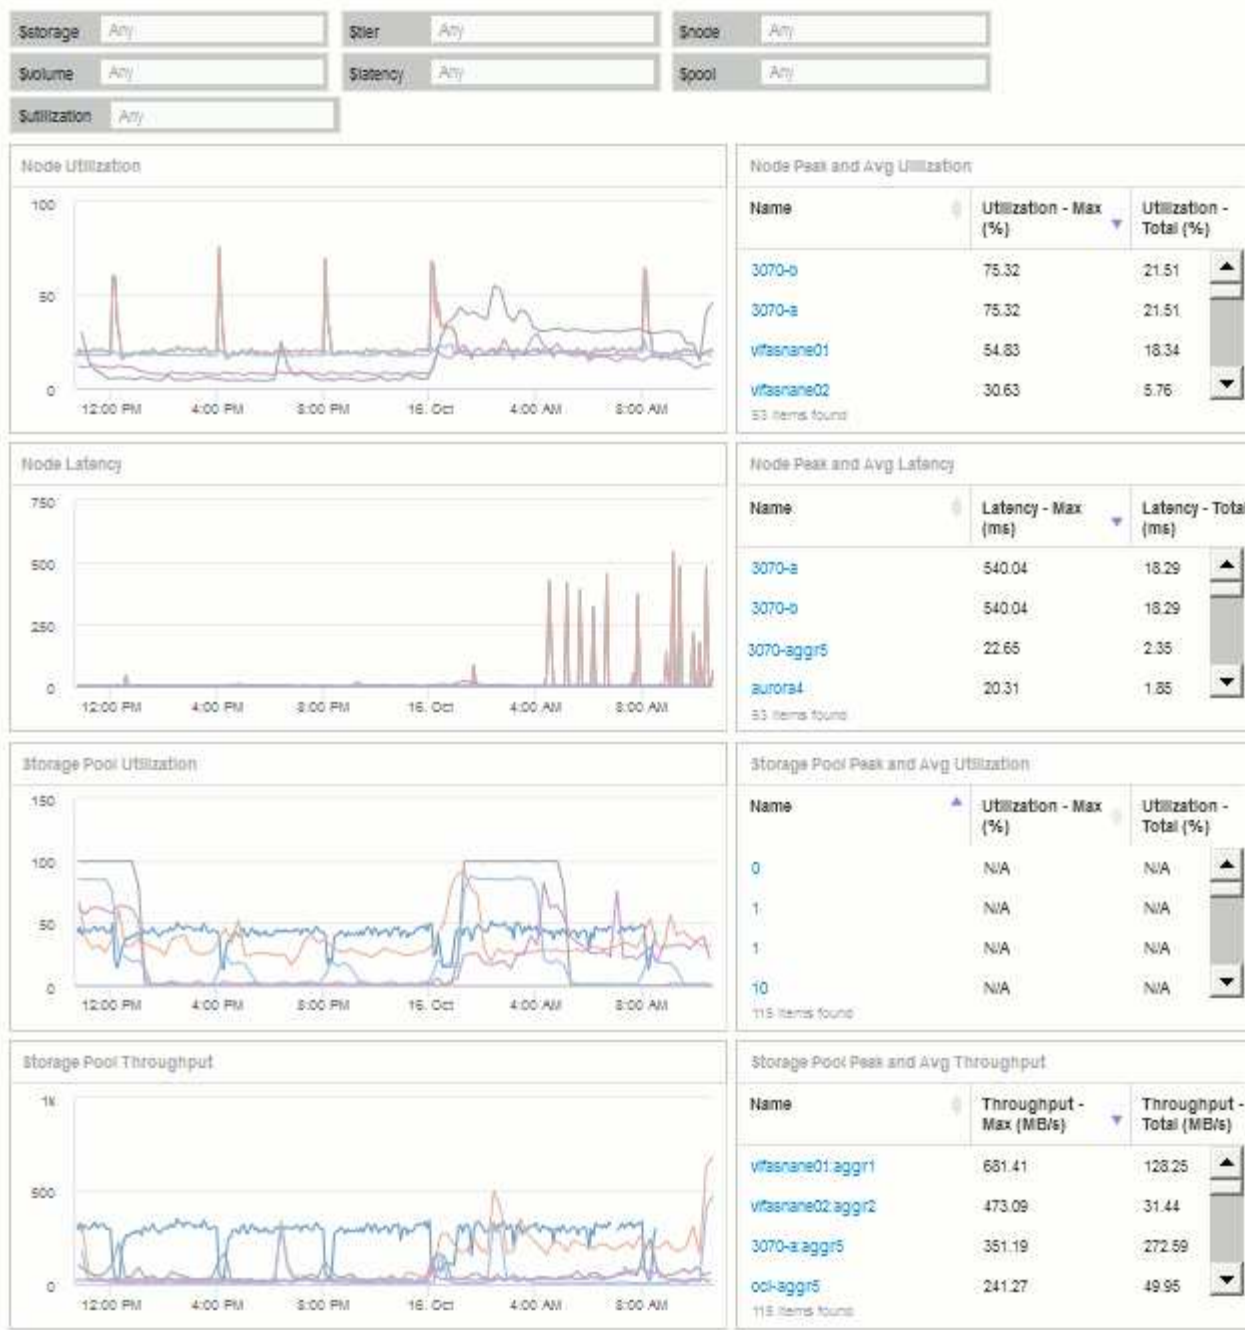 $storage Any $tier Any $node Any
$volume Any $latency Any $pool Any
$utilization Any
Node Utilization
100
50
0
12:00 PM 4:00 PM 8:00 PM 16. Oct 4:00 AM 8:00 AM
Node Peak and Avg Utilization
Name Utilization - Max (%) Utilization - Total (%)
3070-b 75.32 21.51
3070-a 75.32 21.51
vlfasnane01 54.83 18.34
vlfasnane02 30.63 5.76
53 items found
Node Latency
750
500
250
0
12:00 PM 4:00 PM 8:00 PM 16. Oct 4:00 AM 8:00 AM
Node Peak and Avg Latency
Name Latency - Max (ms) Latency - Total (ms)
3070-a 540.04 18.29
3070-b 540.04 18.29
3070-aggr5 22.65 2.35
aurora4 20.31 1.85
53 items found
Storage Pool Utilization
150
100
50
0
12:00 PM 4:00 PM 8:00 PM 16. Oct 4:00 AM 8:00 AM
Storage Pool Peak and Avg Utilization
Name Utilization - Max (%) Utilization - Total (%)
0 N/A N/A
1 N/A N/A
1 N/A N/A
10 N/A N/A
115 items found
Storage Pool Throughput
1k
500
0
12:00 PM 4:00 PM 8:00 PM 16. Oct 4:00 AM 8:00 AM
Storage Pool Peak and Avg Throughput
Name Throughput - Max (MB/s) Throughput - Total (MB/s)
vlfasnane01:aggr1 681.41 128.25
vlfasnane02:aggr2 473.09 31.44
3070-a:aggr5 351.19 272.59
oci-aggr5 241.27 49.95
115 items found